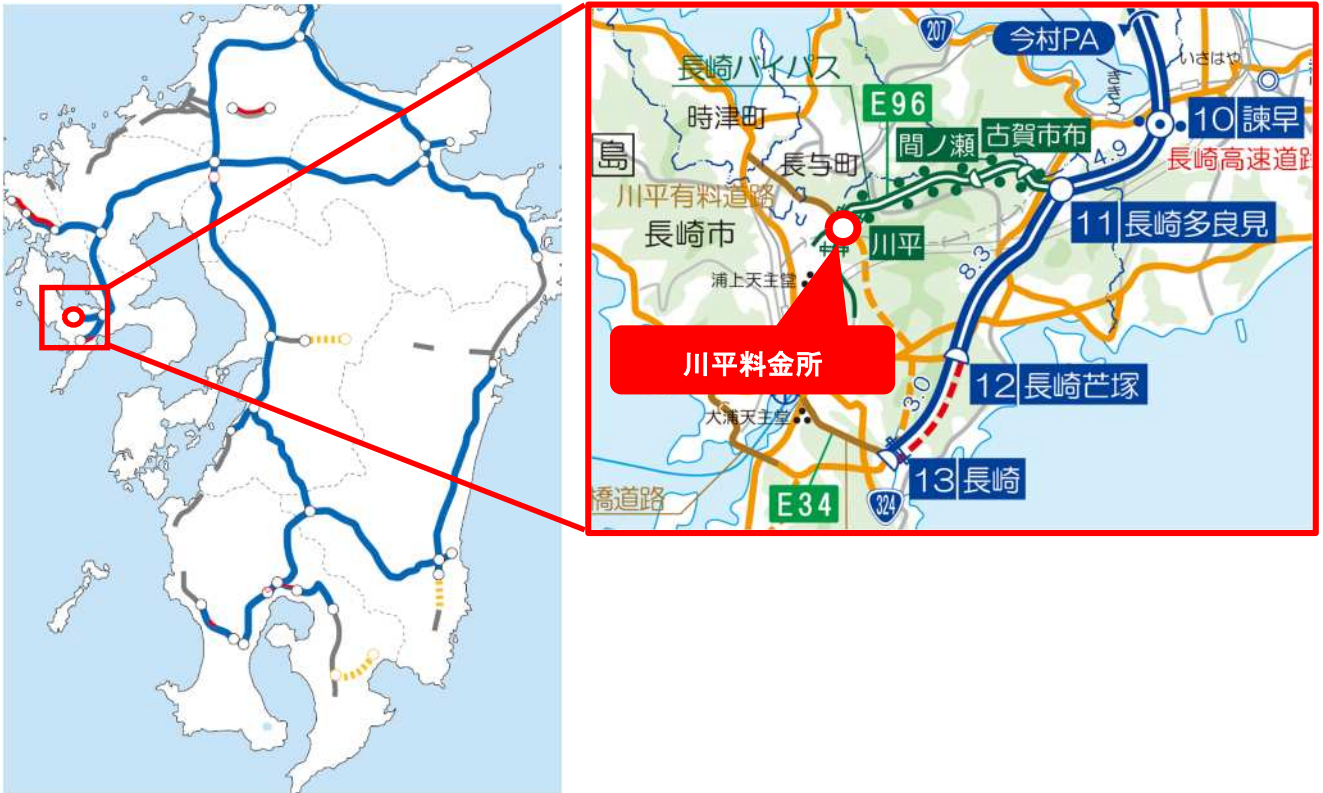 207
今村PA
いさはや
ききつ
長崎バイパス
E96
時津町
10 諫早
間ノ瀬
古賀市布
4.9
島
長与町
長崎高速道路
川平有料道路
長崎市
川平
11 長崎多良見
浦上天主堂
8.3
川平料金所
12 長崎芒塚
3.0
大浦天主堂
13 長崎
橋道路
E34
324